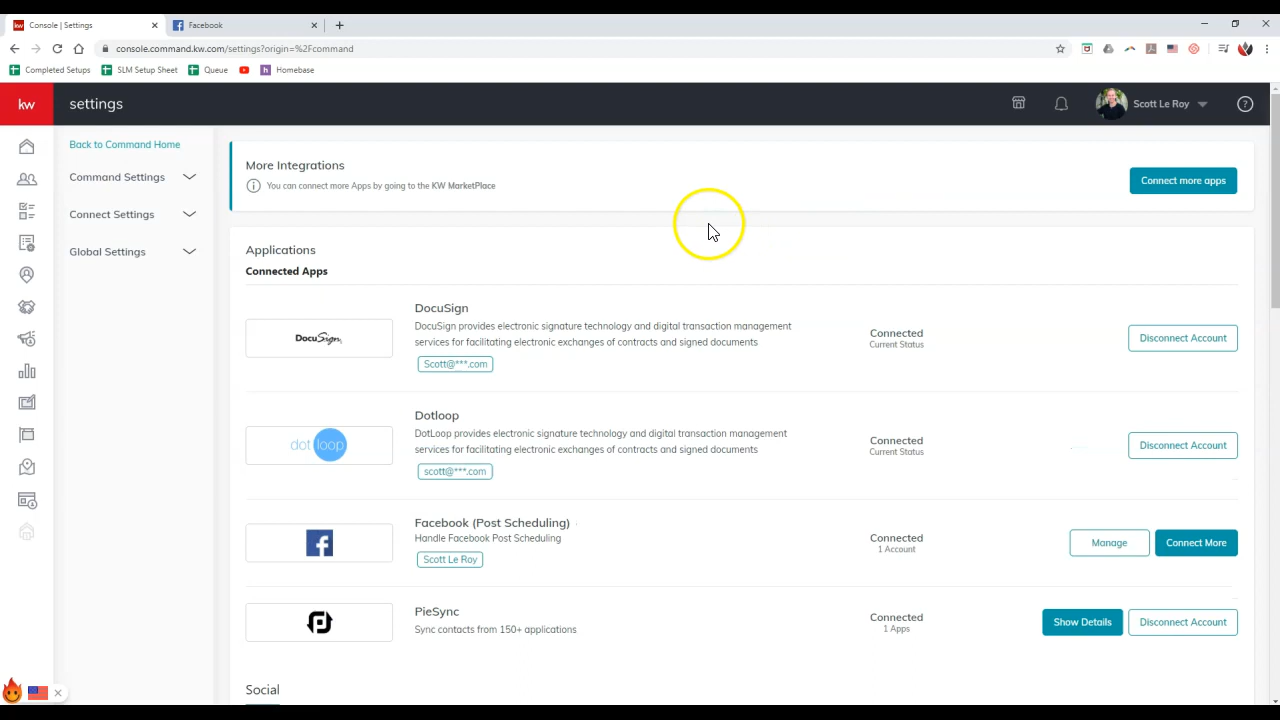 Console | Settings
Facebook
console.command.kw.com/settings?origin=%2Fcommand
Completed Setups
SLM Setup Sheet
Queue
Homebase
kw
settings
Scott Le Roy
Back to Command Home
Command Settings
Connect Settings
Global Settings
More Integrations
You can connect more Apps by going to the KW MarketPlace
Connect more apps
Applications
Connected Apps
DocuSign
DocuSign
DocuSign provides electronic signature technology and digital transaction management
services for facilitating electronic exchanges of contracts and signed documents
Scott@***.com
Connected
Current Status
Disconnect Account
dot loop
Dotloop
DotLoop provides electronic signature technology and digital transaction management
services for facilitating electronic exchanges of contracts and signed documents
scott@***.com
Connected
Current Status
Disconnect Account
Facebook (Post Scheduling)
Handle Facebook Post Scheduling
Scott Le Roy
Connected
1 Account
Manage
Connect More
PieSync
Sync contacts from 150+ applications
Connected
1 Apps
Show Details
Disconnect Account
Social